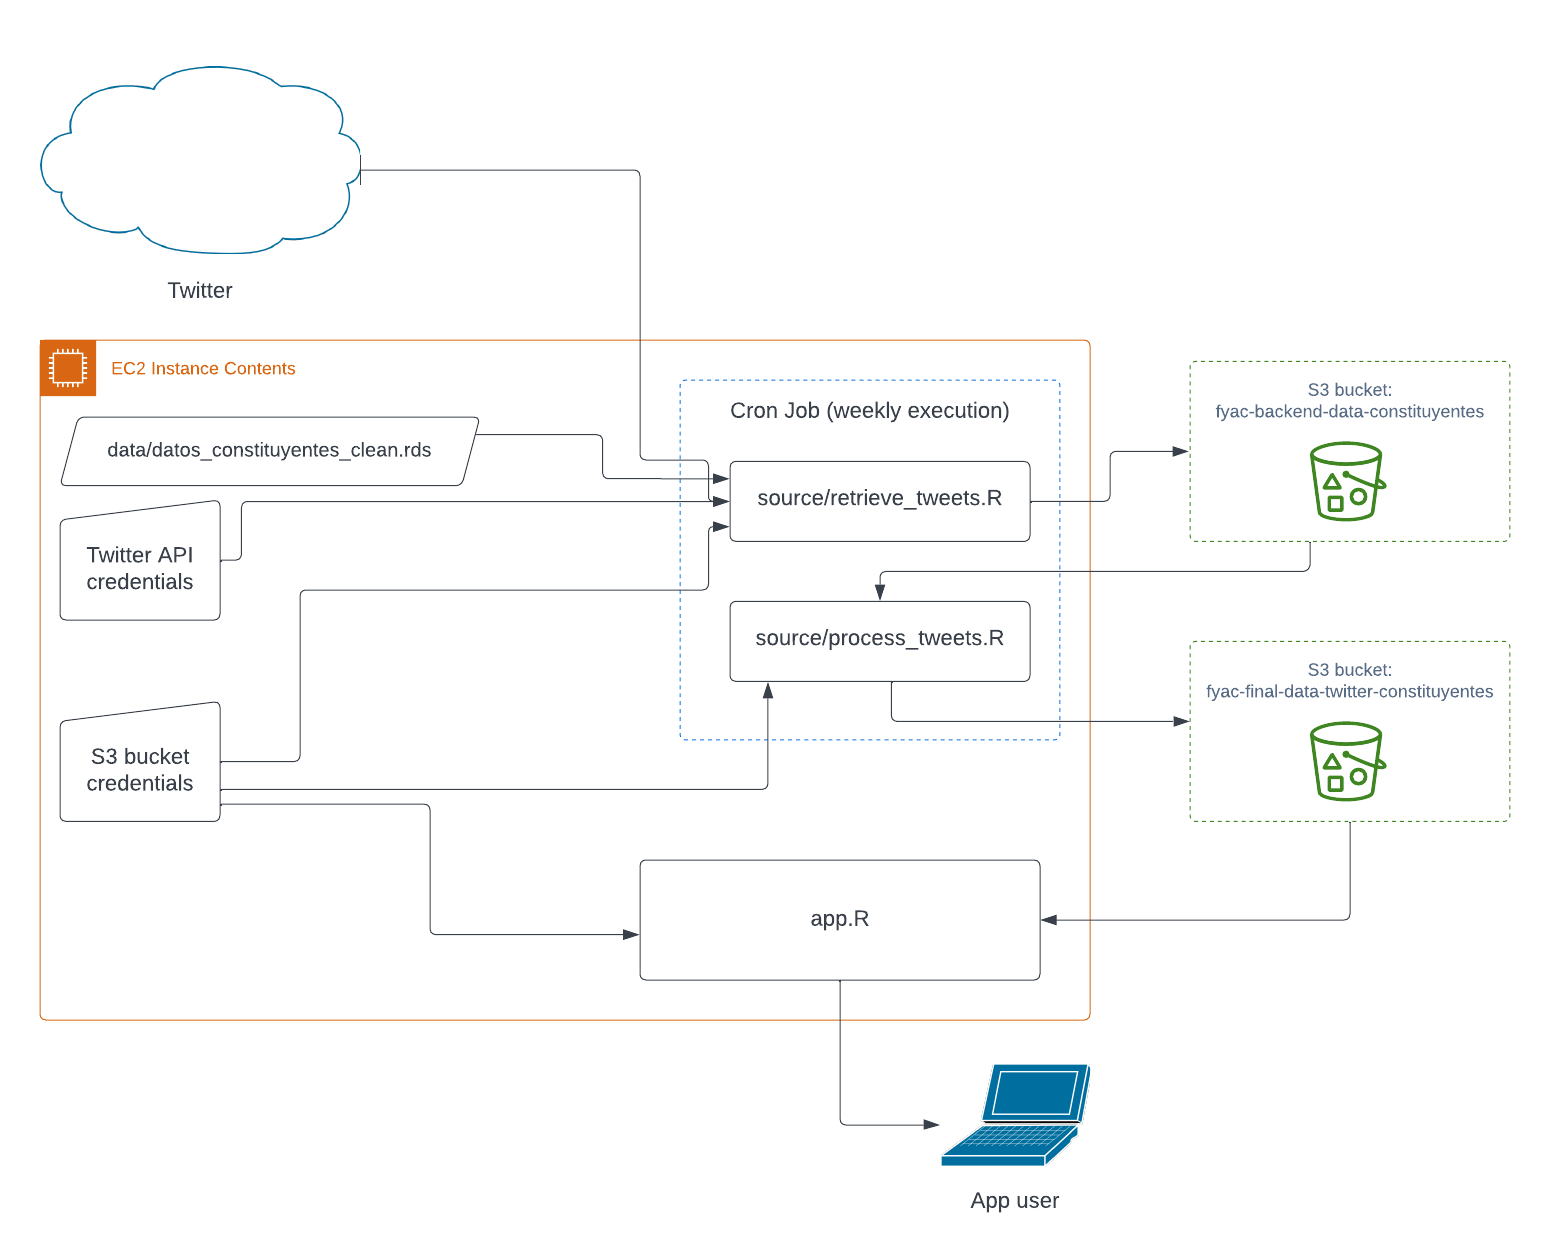 Twitter
EC2 Instance Contents
data/datos_constituyentes_clean.rds
Twitter API
credentials
S3 bucket
credentials
Cron Job (weekly execution)
source/retrieve_tweets.R
source/process_tweets.R
S3 bucket:
fyac-backend-data-constituyentes
S3 bucket:
fyac-final-data-twitter-constituyentes
app.R
App user